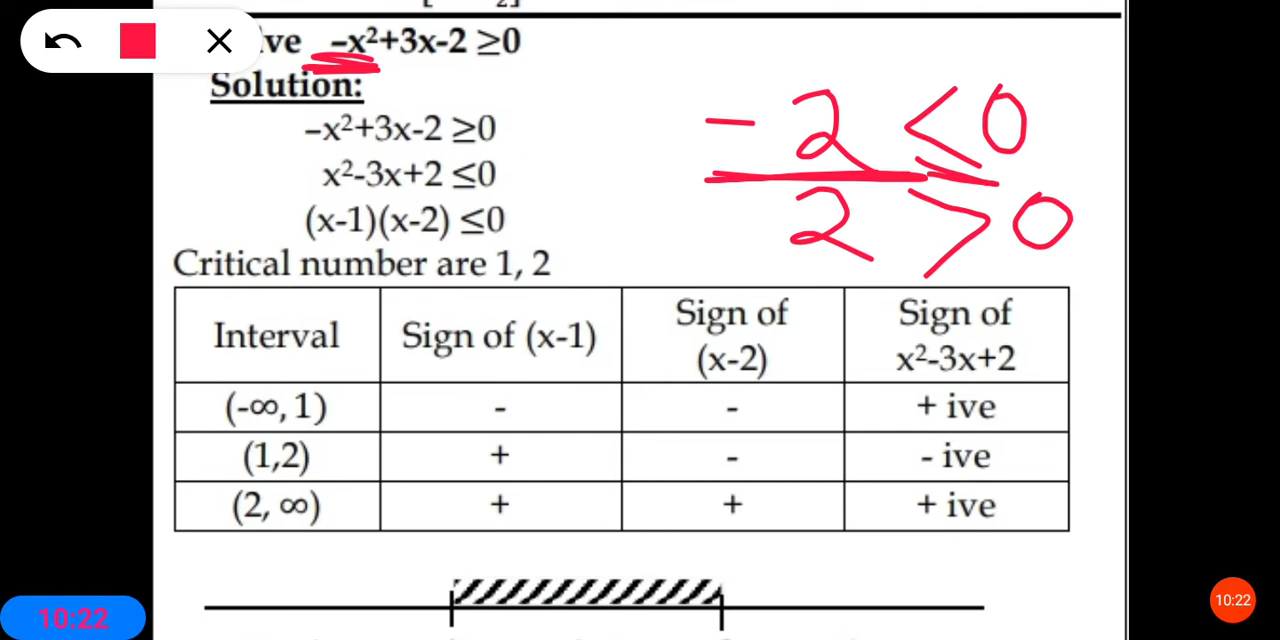 ve –x²+3x-2 ≥0
Solution:
–x²+3x-2 ≥0
x²-3x+2 ≤0
(x-1)(x-2) ≤0
- 2 < 0
2 > 0
Critical number are 1, 2
Interval Sign of (x-1) Sign of (x-2) Sign of x²-3x+2
(-∞, 1) - - + ive
(1,2) + - - ive
(2, ∞) + + + ive
10:22
10:22